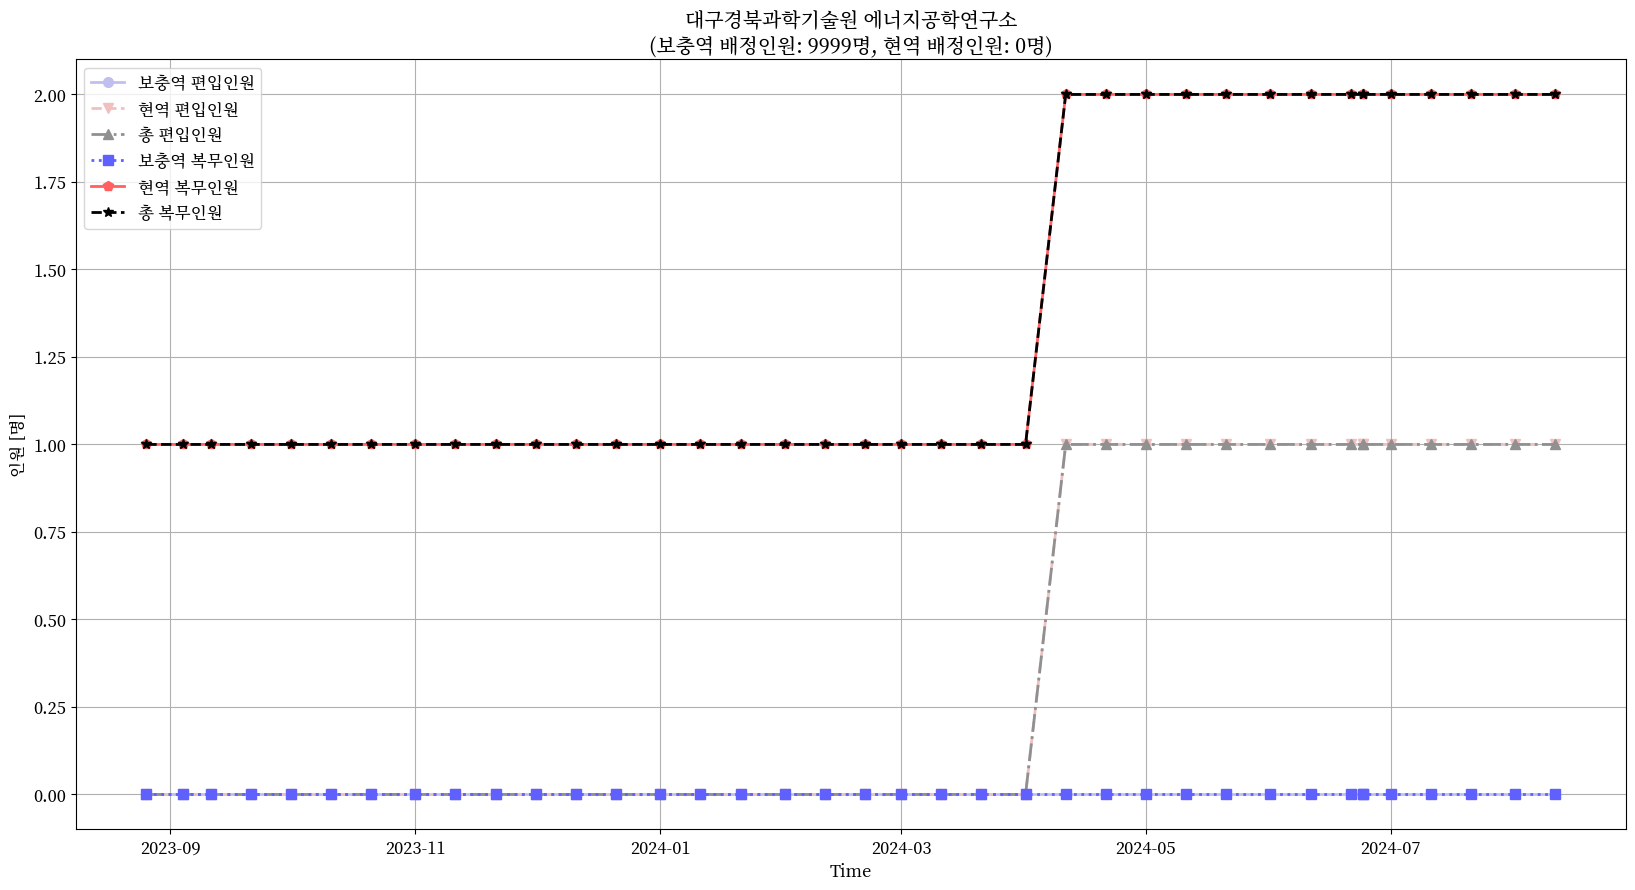 대구경북과학기술원 에너지공학연구소
(보충역 배정인원: 9999명, 현역 배정인원: 0명)
보충역 편입인원
현역 편입인원
총 편입인원
보충역 복무인원
현역 복무인원
총 복무인원
인원 [명]
2.00
1.75
1.50
1.25
1.00
0.75
0.50
0.25
0.00
2023-09
2023-11
2024-01
2024-03
2024-05
2024-07
Time